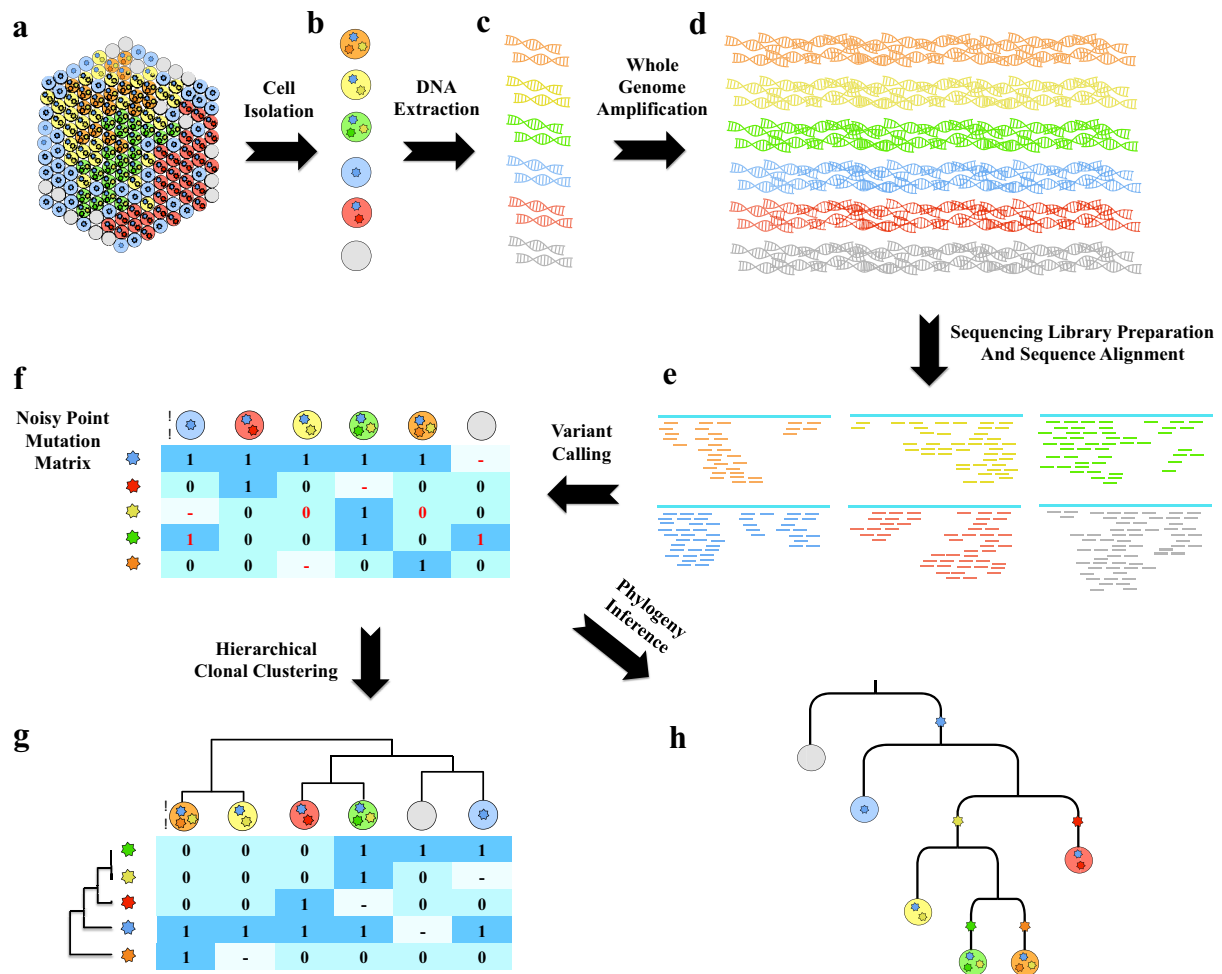 a
b
c
d
Cell
Isolation
DNA
Extraction
Whole
Genome
Amplification
Sequencing Library Preparation
And Sequence Alignment
e
f
Noisy Point
Mutation
Matrix
!
!
1 1 1 1 1 -
0 1 0 - 0 0
- 0 0 1 0 0
1 0 0 1 0 1
0 0 - 0 1 0
Variant
Calling
Phylogeny
Inference
Hierarchical
Clonal Clustering
g
!
!
0 0 0 1 1 1
0 0 0 1 0 -
0 0 1 - 0 0
1 1 1 1 - 1
1 - 0 0 0 0
h